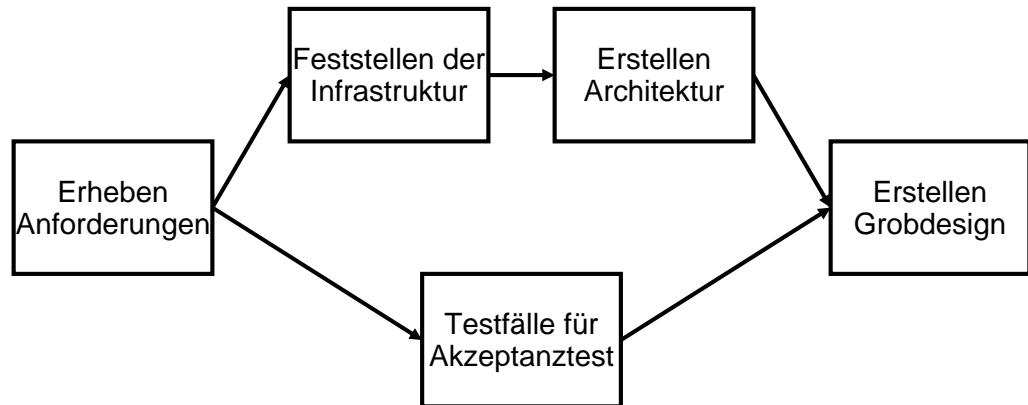 Feststellen der
Infrastruktur
Erstellen
Architektur
Erheben
Anforderungen
Erstellen
Grobdesign
Testfälle für
Akzeptanztest